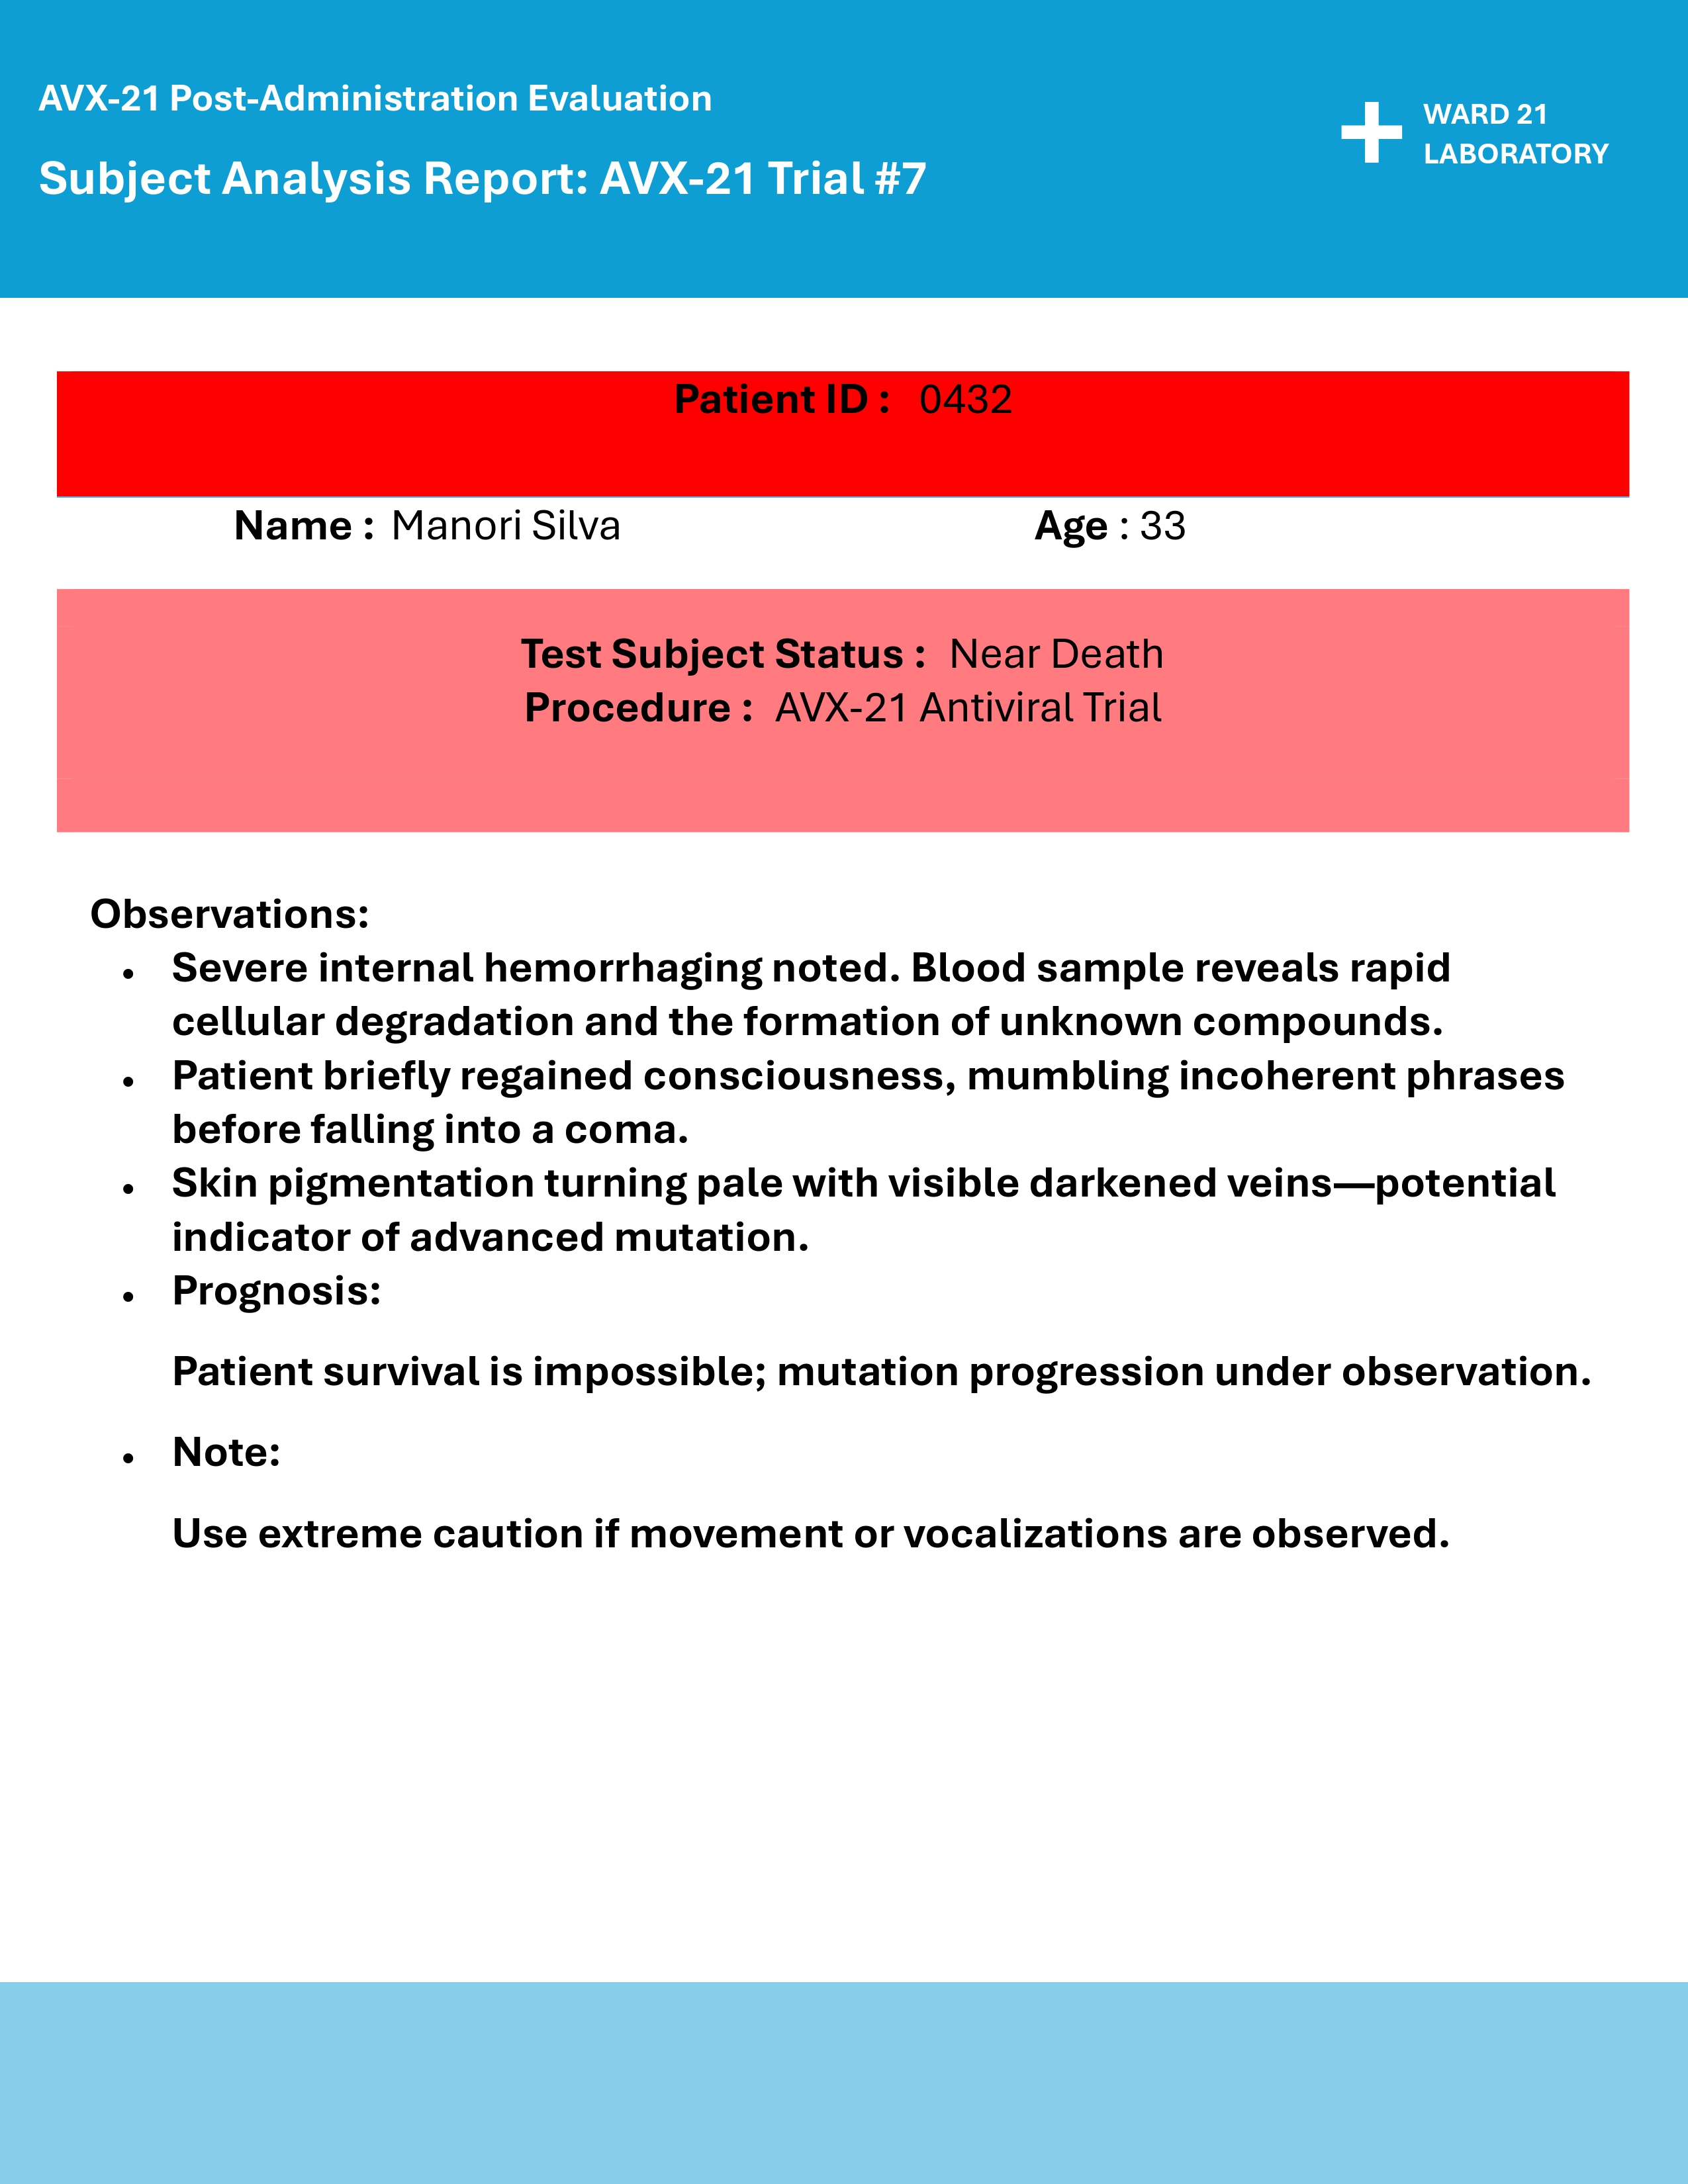 AVX-21 Post-Administration Evaluation
Subject Analysis Report: AVX-21 Trial #7
WARD 21
LABORATORY
Patient ID : 0432
Name : Manori Silva Age : 33
Test Subject Status : Near Death
Procedure : AVX-21 Antiviral Trial
Observations:
• Severe internal hemorrhaging noted. Blood sample reveals rapid
cellular degradation and the formation of unknown compounds.
• Patient briefly regained consciousness, mumbling incoherent phrases
before falling into a coma.
• Skin pigmentation turning pale with visible darkened veins—potential
indicator of advanced mutation.
• Prognosis:
Patient survival is impossible; mutation progression under observation.
• Note:
Use extreme caution if movement or vocalizations are observed.